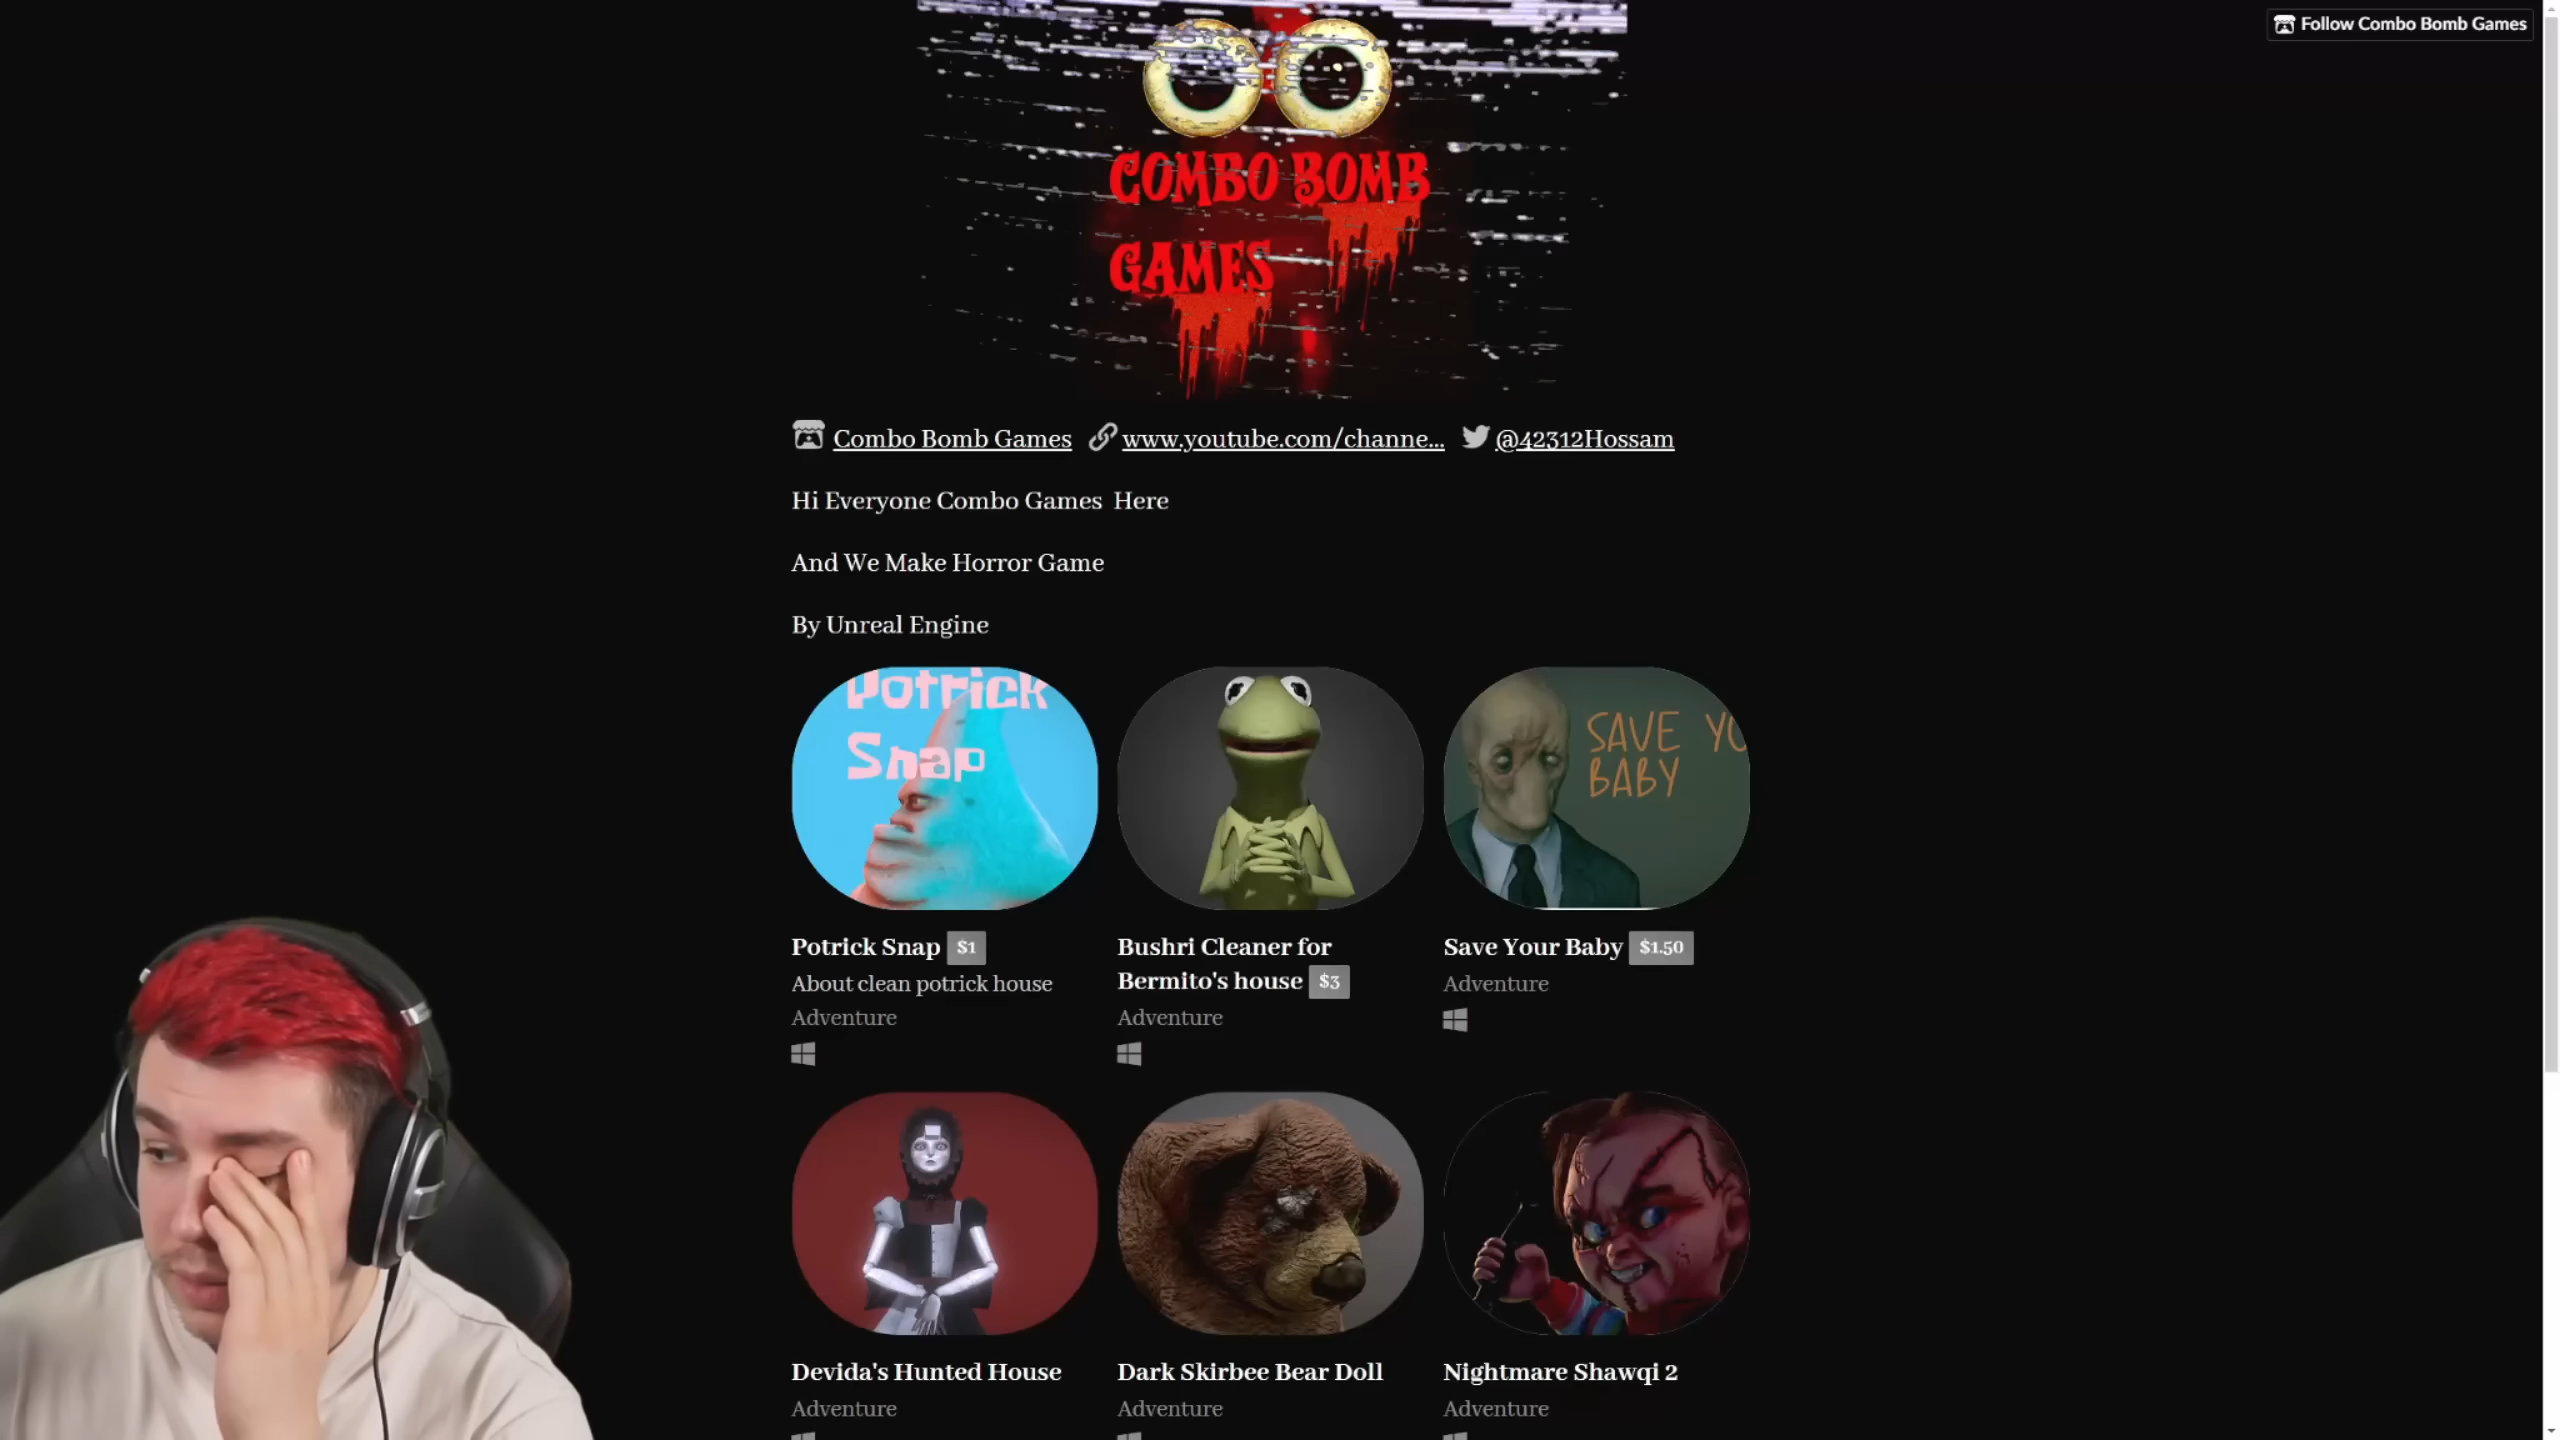 Follow Combo Bomb Games
COMBO BOMB
GAMES
Combo Bomb Games www.youtube.com/channe... @42312Hossam
Hi Everyone Combo Games Here
And We Make Horror Game
By Unreal Engine
Potrick
Snap
SAVE YO
BABY
Potrick Snap $1
About clean potrick house
Adventure
Bushri Cleaner for
Bermito's house $3
Adventure
Save Your Baby $1.50
Adventure
Devida's Hunted House
Adventure
Dark Skirbee Bear Doll
Adventure
Nightmare Shawqi 2
Adventure